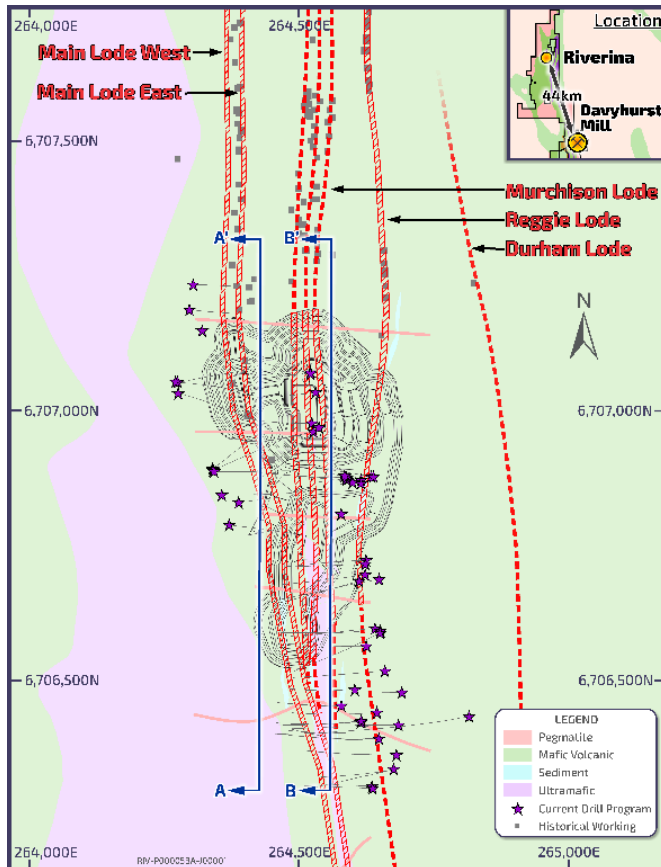 264,000E
264,500E
Location
Riverina
44km
Davyhurst
Mill
Main Lode West
Main Lode East
6,707,500N
Murchison Lode
Reggie Lode
Durham Lode
A'
B'
N
6,707,000N
6,707,000N
6,706,500N
6,706,500N
A
B
LEGEND
Pegmatite
Mafic Volcanic
Sediment
Ultramafic
Current Drill Program
Historical Working
264,000E
264,500E
265,000E